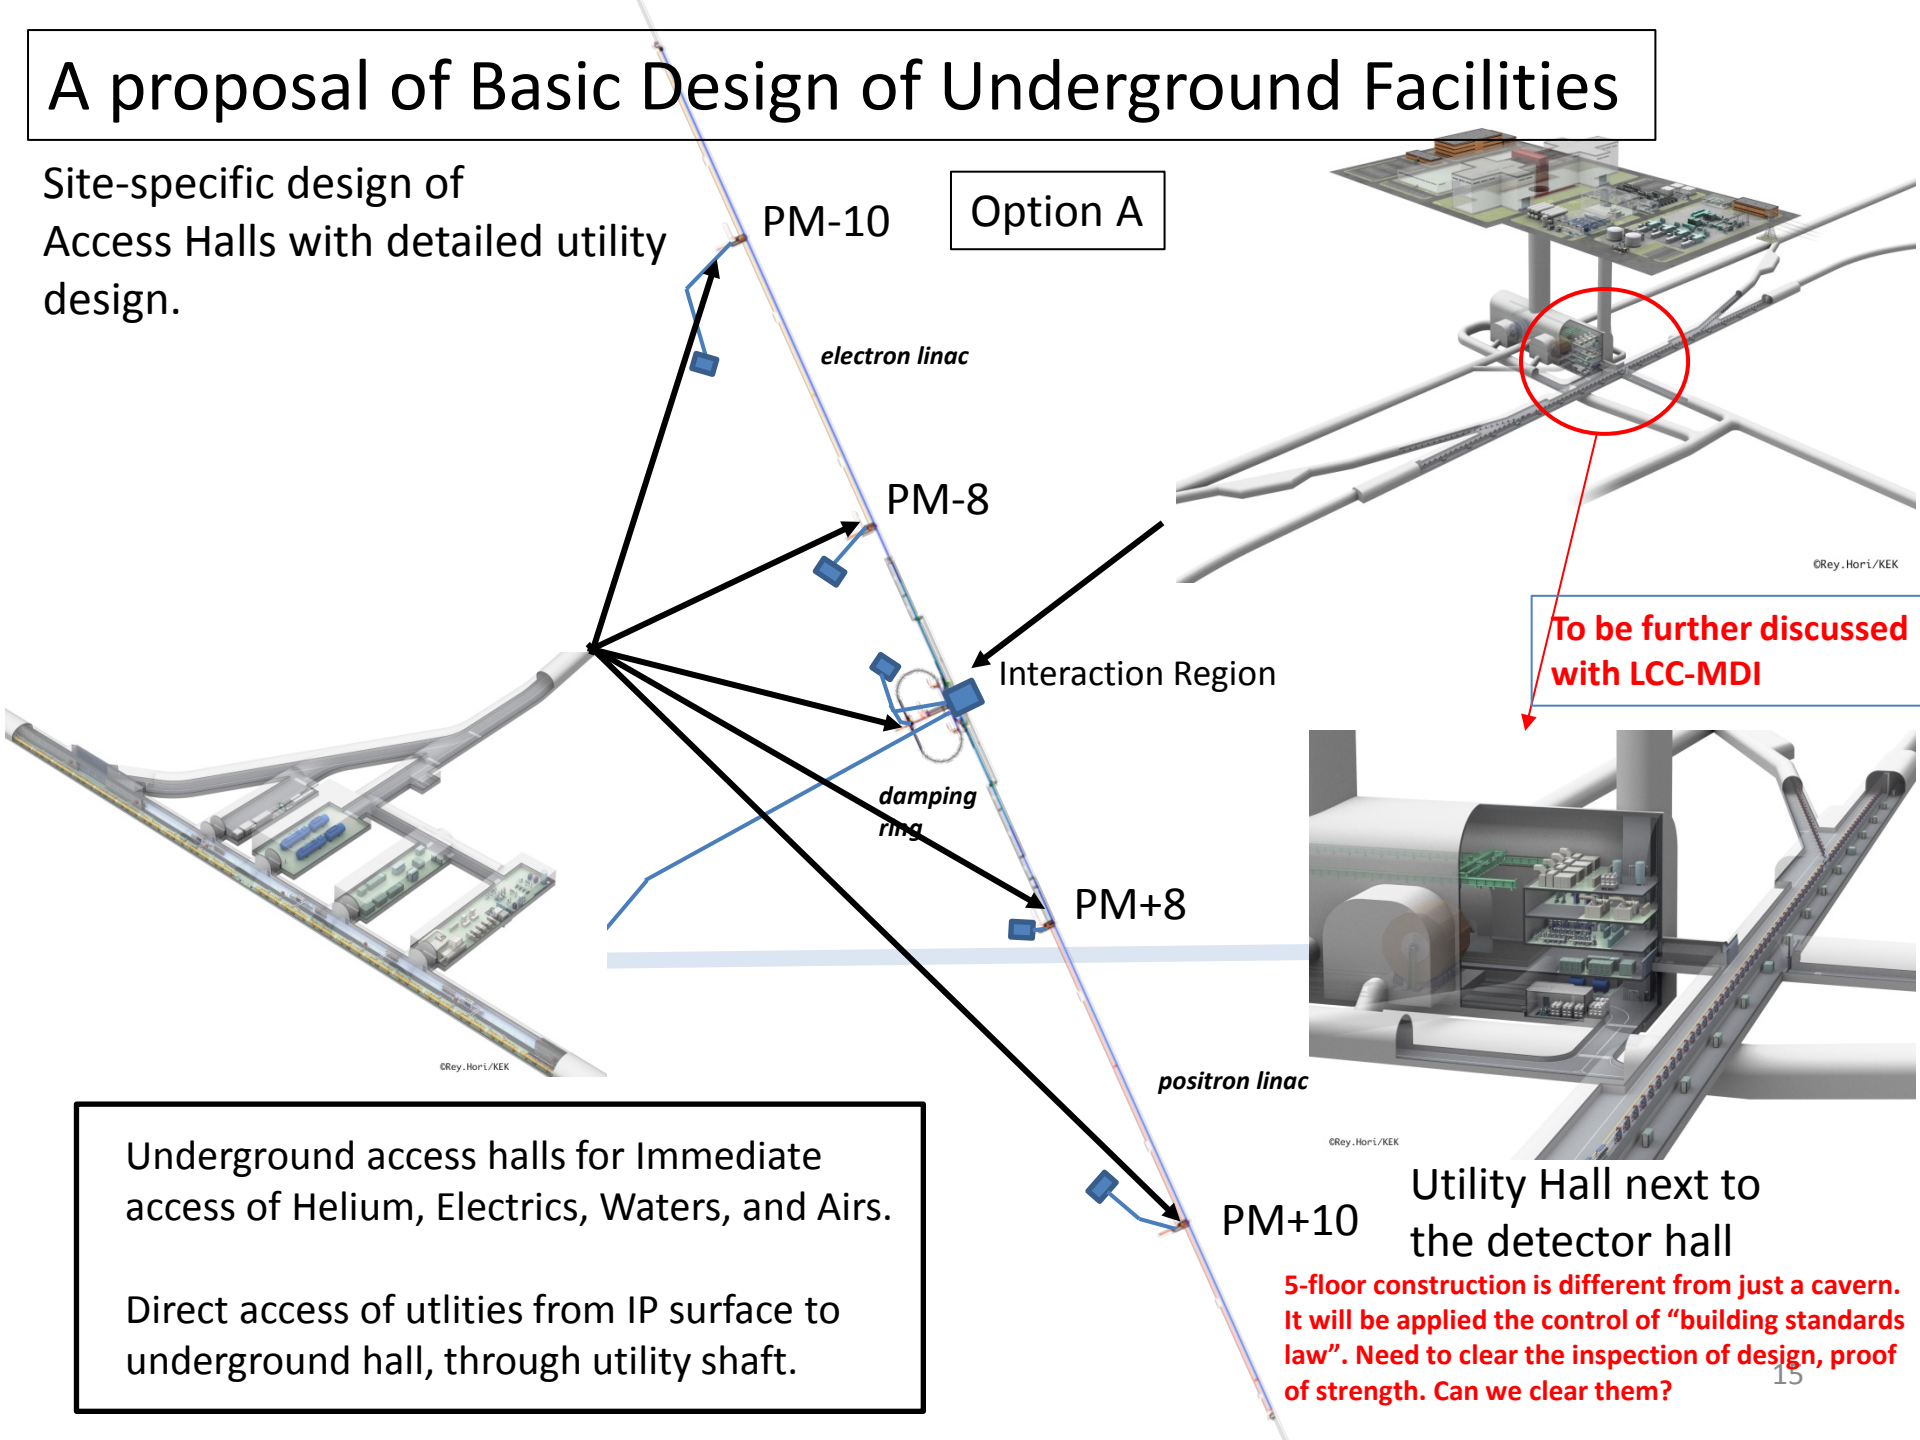 A proposal of Basic Design of Underground Facilities
Site-specific design of
Access Halls with detailed utility
design.
PM-10
Option A
electron linac
PM-8
©Rey.Hori/KEK
To be further discussed
with LCC-MDI
Interaction Region
damping
ring
PM+8
©Rey.Hori/KEK
positron linac
©Rey.Hori/KEK
Underground access halls for Immediate
access of Helium, Electrics, Waters, and Airs.
Direct access of utlities from IP surface to
underground hall, through utility shaft.
PM+10
Utility Hall next to
the detector hall
5-floor construction is different from just a cavern.
It will be applied the control of “building standards
law”. Need to clear the inspection of design, proof
of strength. Can we clear them?
15